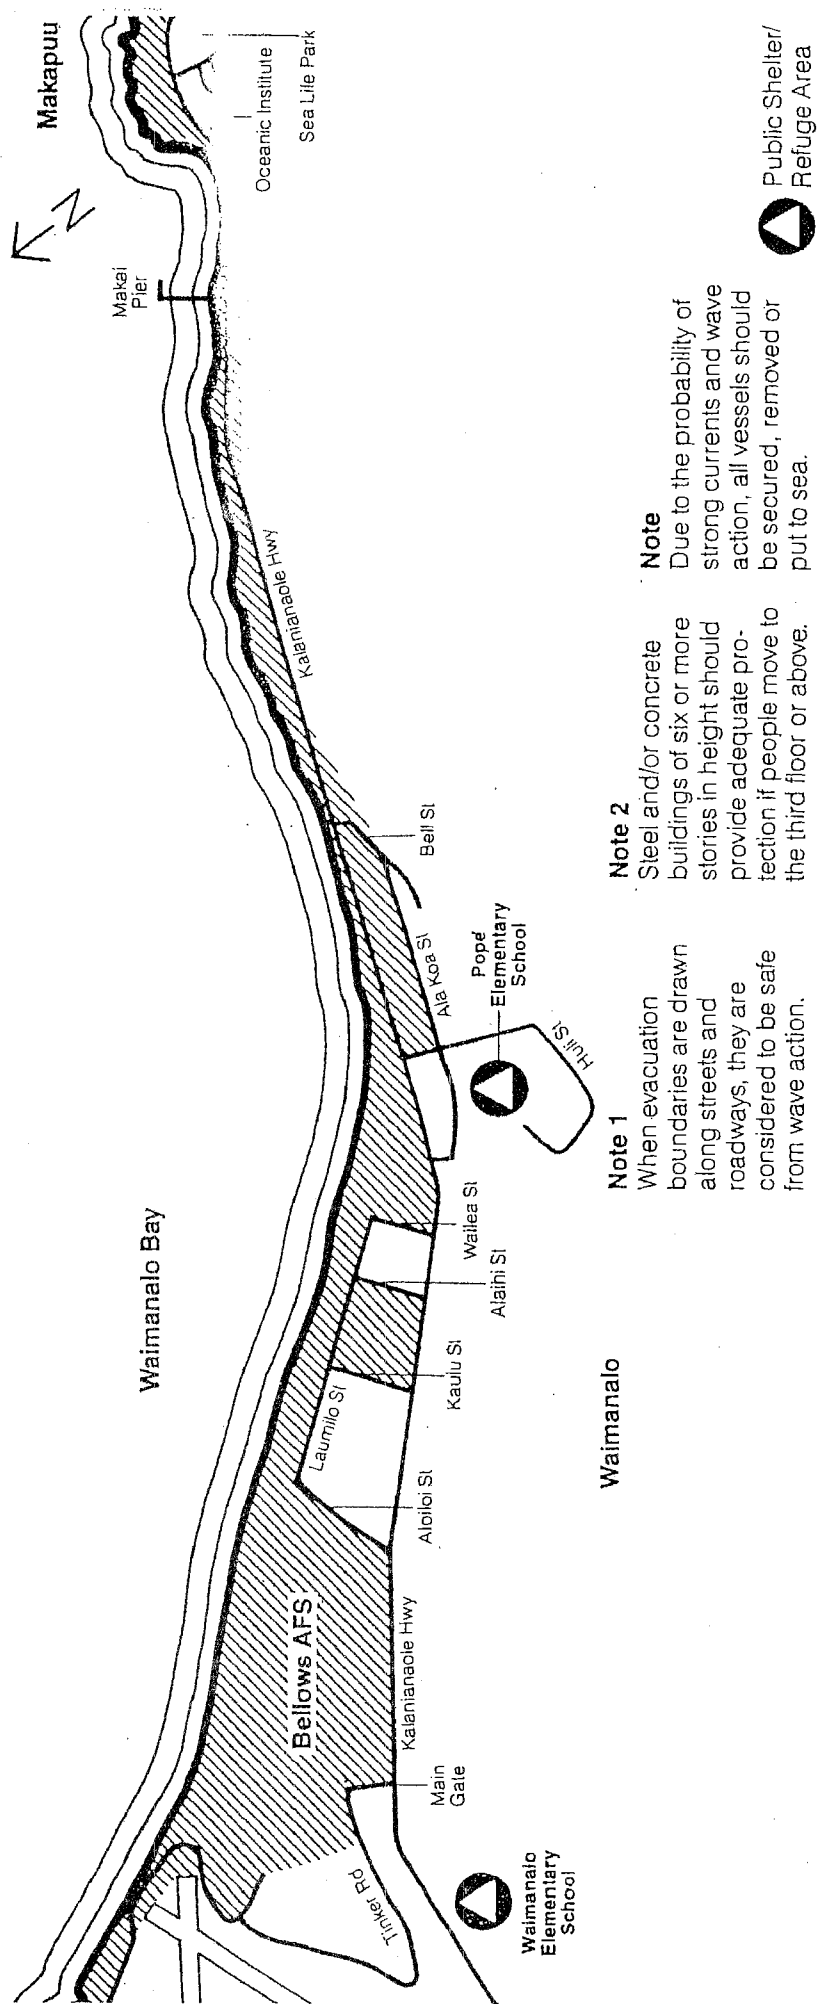 Makapuu
Oceanic Institute
Sea Life Park
N
Makai
Pier
Kalanianaole Hwy
Bell St
Ala Koa St
Pope
Elementary
School
Huli St
Waimanalo Bay
Wailea St
Alaihi St
Kaulu St
Laumilo St
Aloiloi St
Waimanalo
Bellows AFS
Kalanianaole Hwy
Main
Gate
Tinker Rd
Waimanalo
Elementary
School
Note 1
When evacuation
boundaries are drawn
along streets and
roadways, they are
considered to be safe
from wave action.
Note 2
Steel and/or concrete
buildings of six or more
stories in height should
provide adequate pro-
tection if people move to
the third floor or above.
Note
Due to the probability of
strong currents and wave
action, all vessels should
be secured, removed or
put to sea.
Public Shelter/
Refuge Area